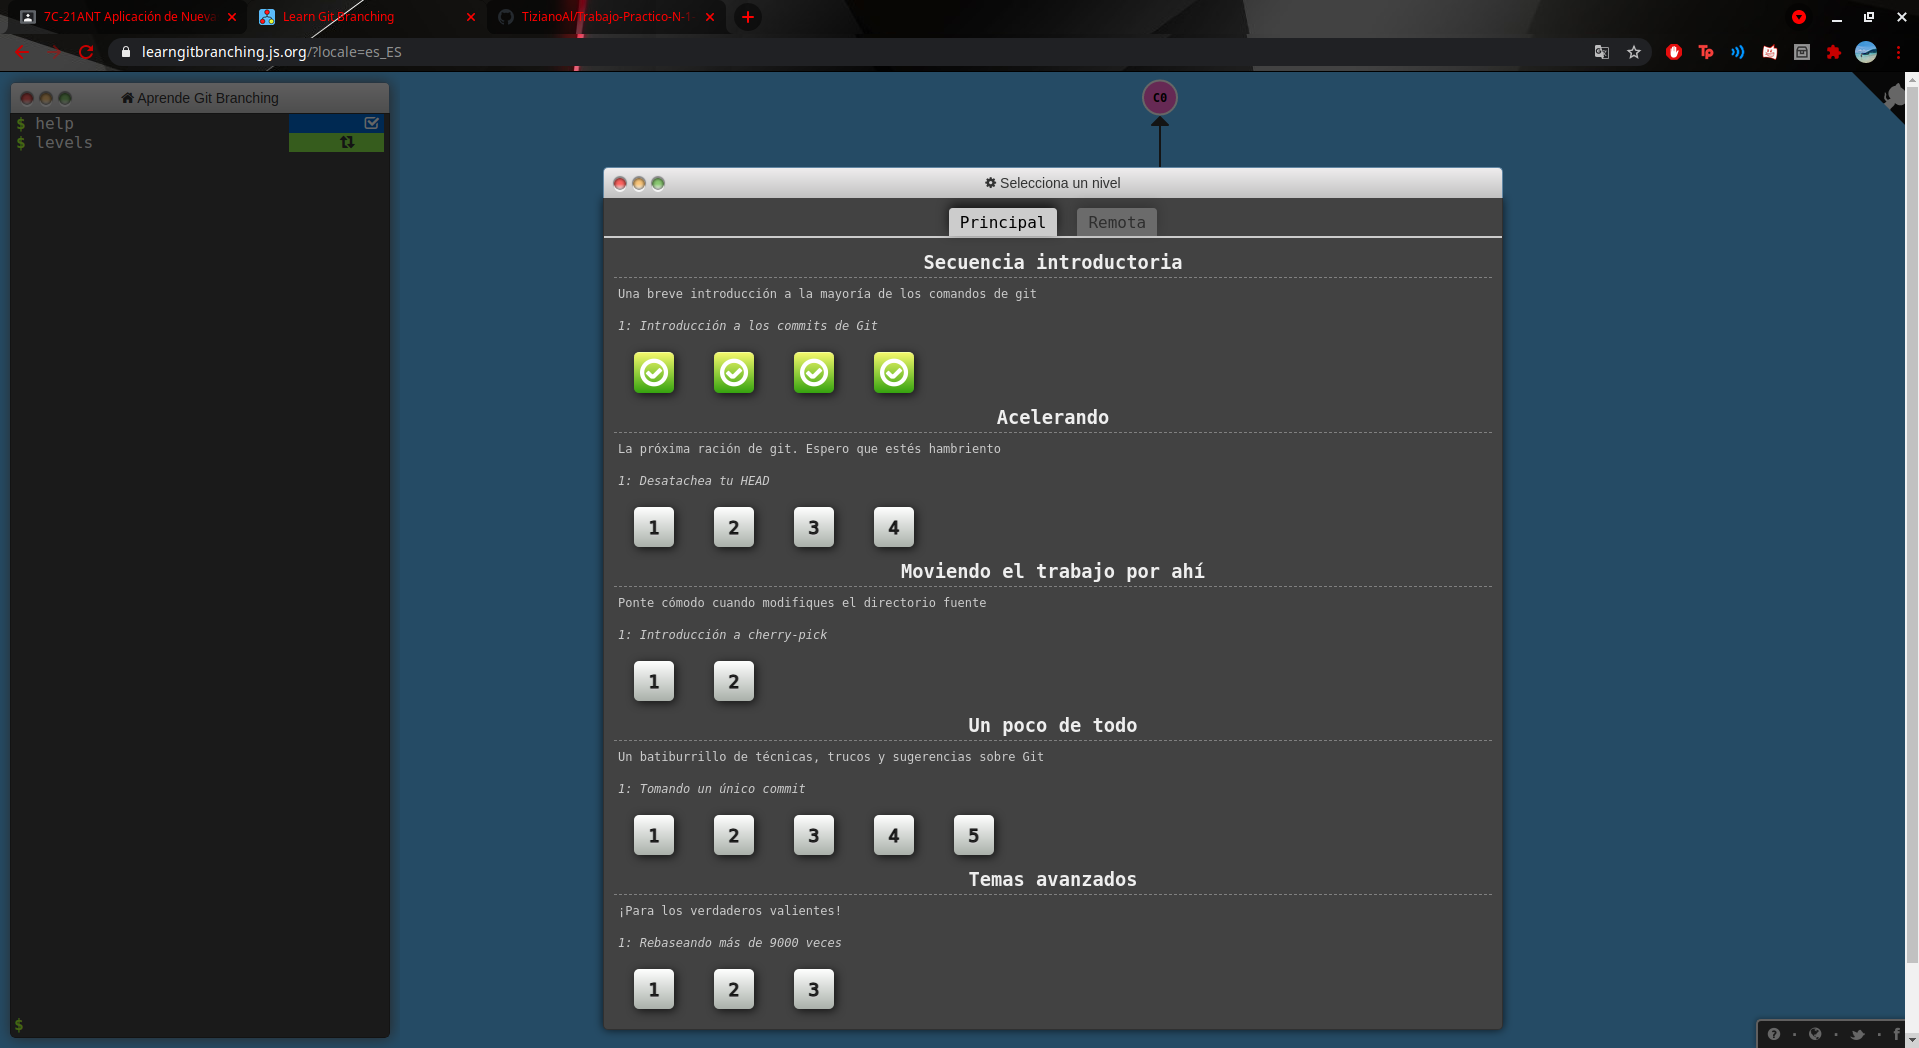 7C-21ANT Aplicación de Nueva
Learn Git Branching
TizianoAl/Trabajo-Practico-N-1-
learngitbranching.js.org/?locale=es_ES
Aprende Git Branching
$ help
$ levels
C0
Selecciona un nivel
Principal Remota
Secuencia introductoria
Una breve introducción a la mayoría de los comandos de git
1: Introducción a los commits de Git
Acelerando
La próxima ración de git. Espero que estés hambriento
1: Desatachea tu HEAD
1 2 3 4
Moviendo el trabajo por ahí
Ponte cómodo cuando modifiques el directorio fuente
1: Introducción a cherry-pick
1 2
Un poco de todo
Un batiburrillo de técnicas, trucos y sugerencias sobre Git
1: Tomando un único commit
1 2 3 4 5
Temas avanzados
¡Para los verdaderos valientes!
1: Rebaseando más de 9000 veces
1 2 3
$